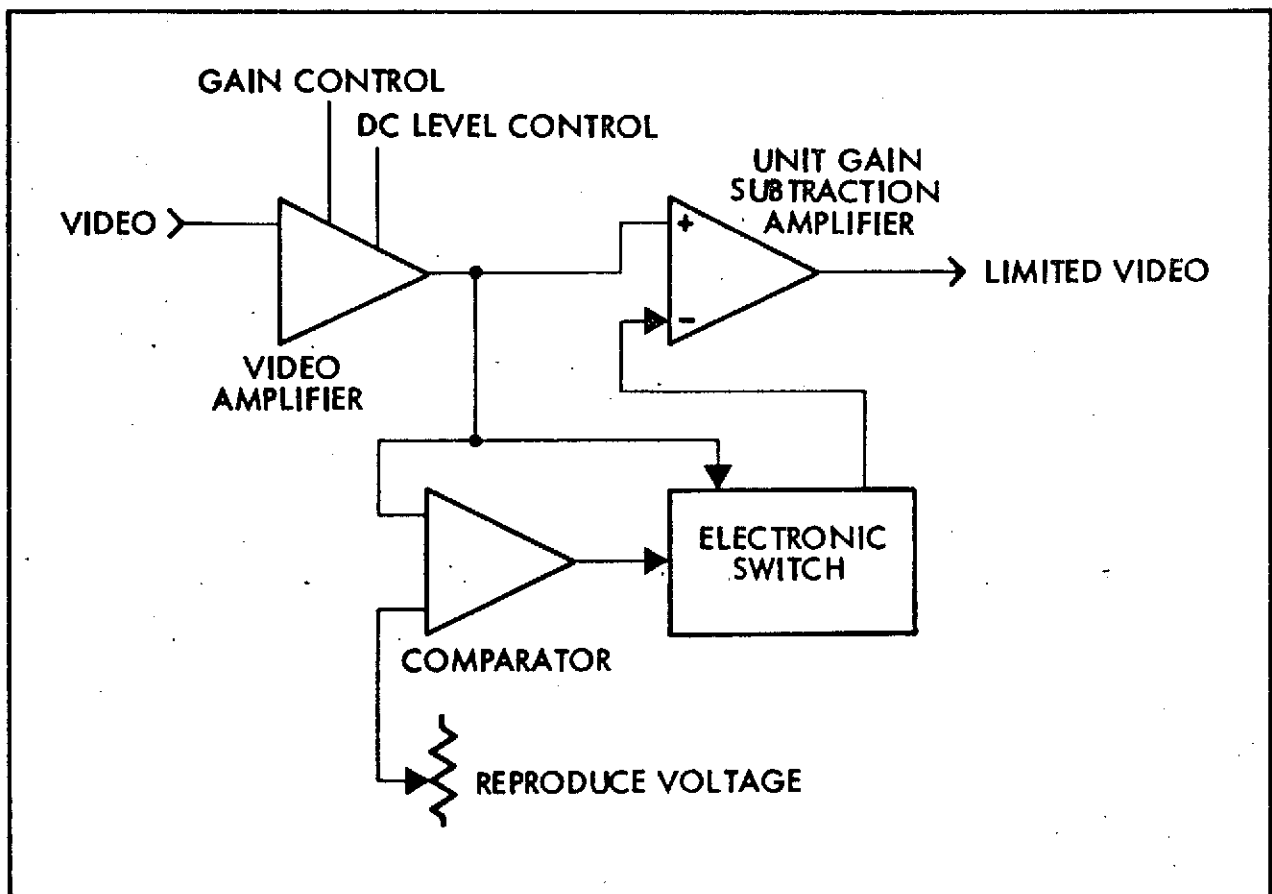 GAIN CONTROL
DC LEVEL CONTROL
VIDEO
VIDEO
AMPLIFIER
UNIT GAIN
SUBTRACTION
AMPLIFIER
+
-
LIMITED VIDEO
ELECTRONIC
SWITCH
COMPARATOR
REPRODUCE VOLTAGE